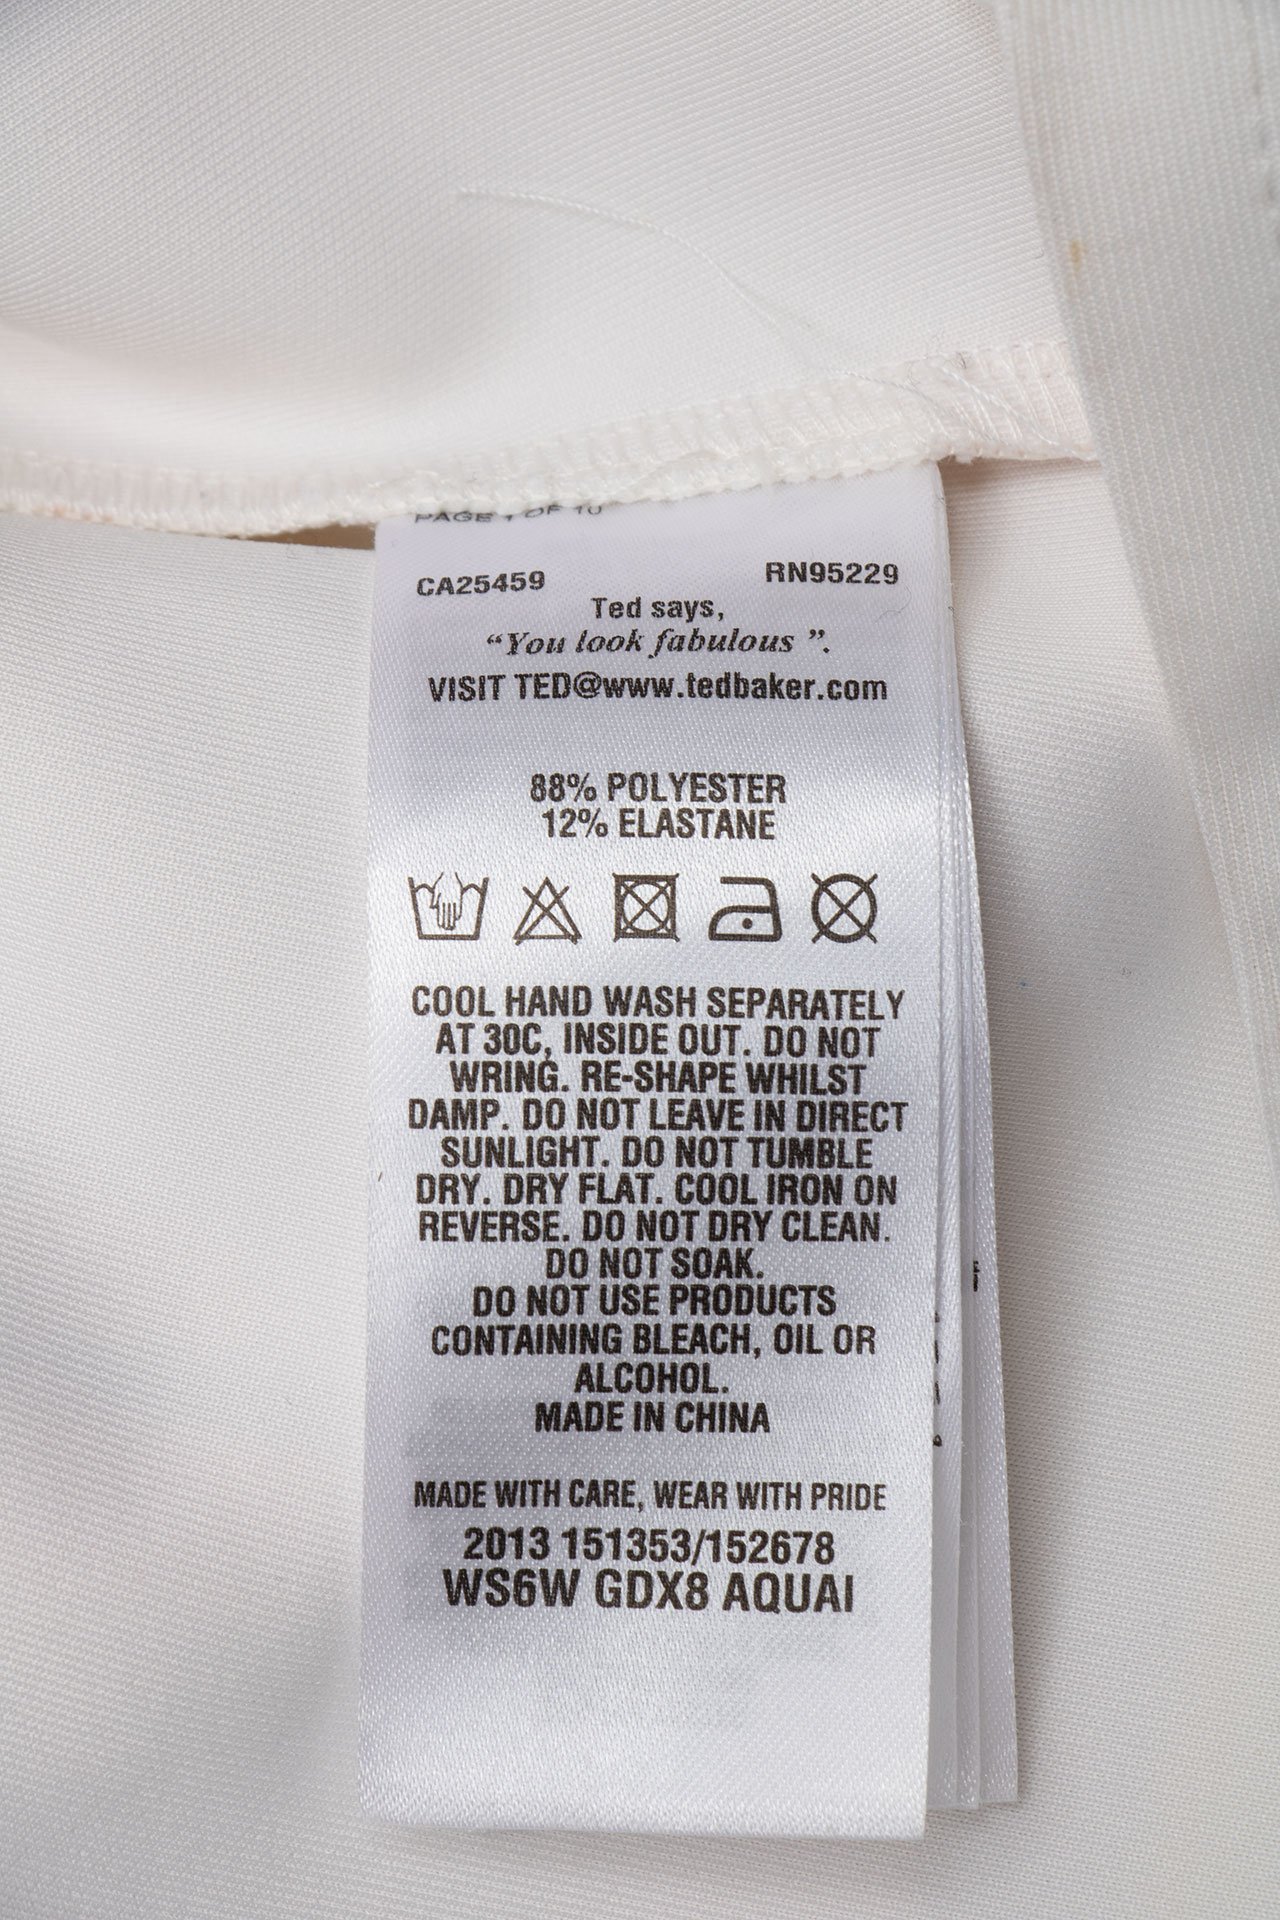 PAGE 1 OF 10
CA25459 RN95229
Ted says,
“You look fabulous ”.
VISIT TED@www.tedbaker.com
88% POLYESTER
12% ELASTANE
COOL HAND WASH SEPARATELY
AT 30C, INSIDE OUT. DO NOT
WRING. RE-SHAPE WHILST
DAMP. DO NOT LEAVE IN DIRECT
SUNLIGHT. DO NOT TUMBLE
DRY. DRY FLAT. COOL IRON ON
REVERSE. DO NOT DRY CLEAN.
DO NOT SOAK.
DO NOT USE PRODUCTS
CONTAINING BLEACH, OIL OR
ALCOHOL.
MADE IN CHINA
MADE WITH CARE, WEAR WITH PRIDE
2013 151353/152678
WS6W GDX8 AQUAI